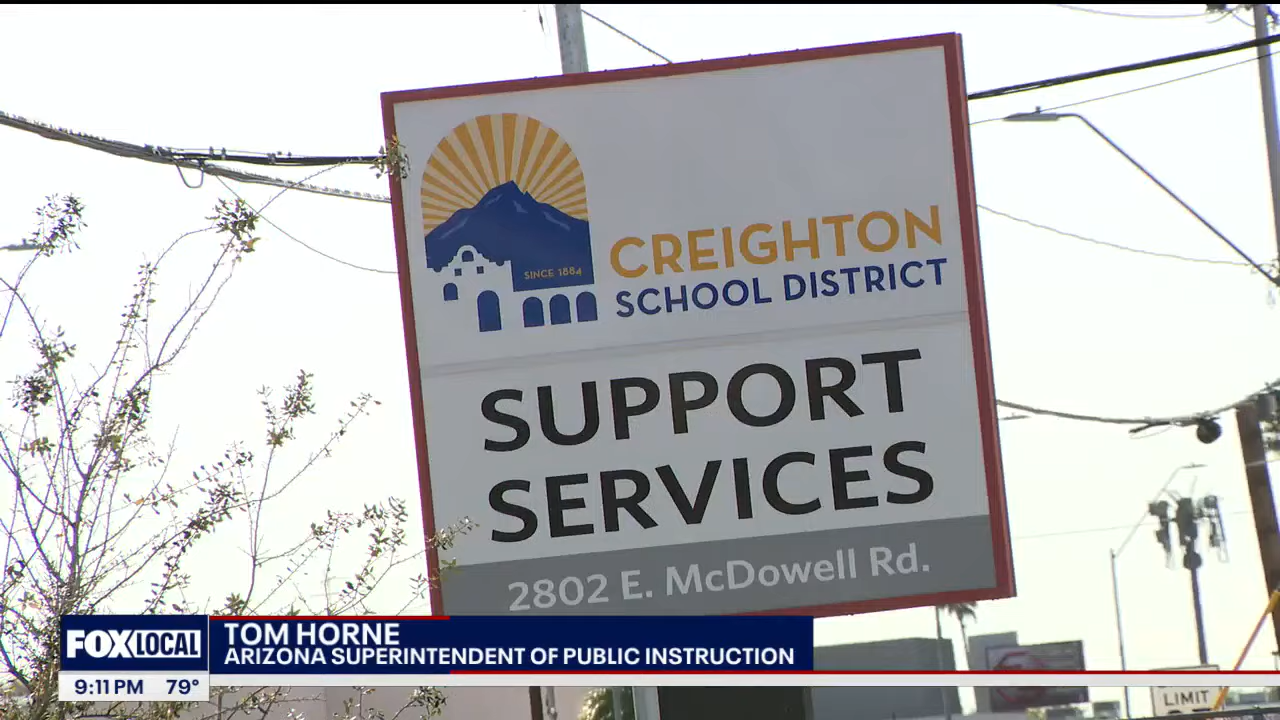 SINCE 1884
CREIGHTON
SCHOOL DISTRICT
SUPPORT
SERVICES
2802 E. McDowell Rd.
FOX LOCAL
TOM HORNE
ARIZONA SUPERINTENDENT OF PUBLIC INSTRUCTION
9:11 PM 79°
LIMIT